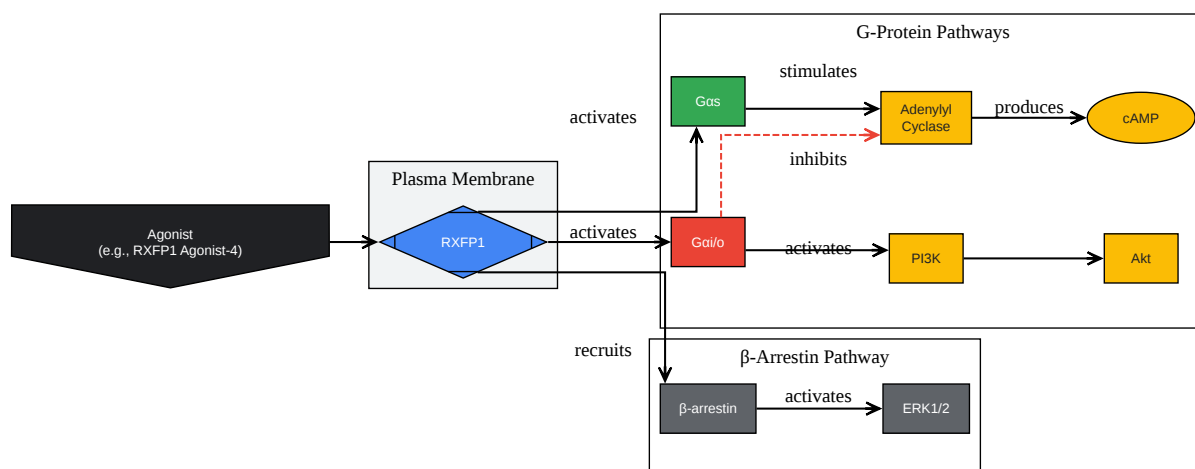 G-Protein Pathways
stimulates
Gαs
Adenylyl
Cyclase
produces
cAMP
activates
inhibits
Plasma Membrane
Agonist
(e.g., RXFP1 Agonist-4)
RXFP1
activates
Gαi/o
activates
PI3K
Akt
recruits
β-Arrestin Pathway
β-arrestin
activates
ERK1/2